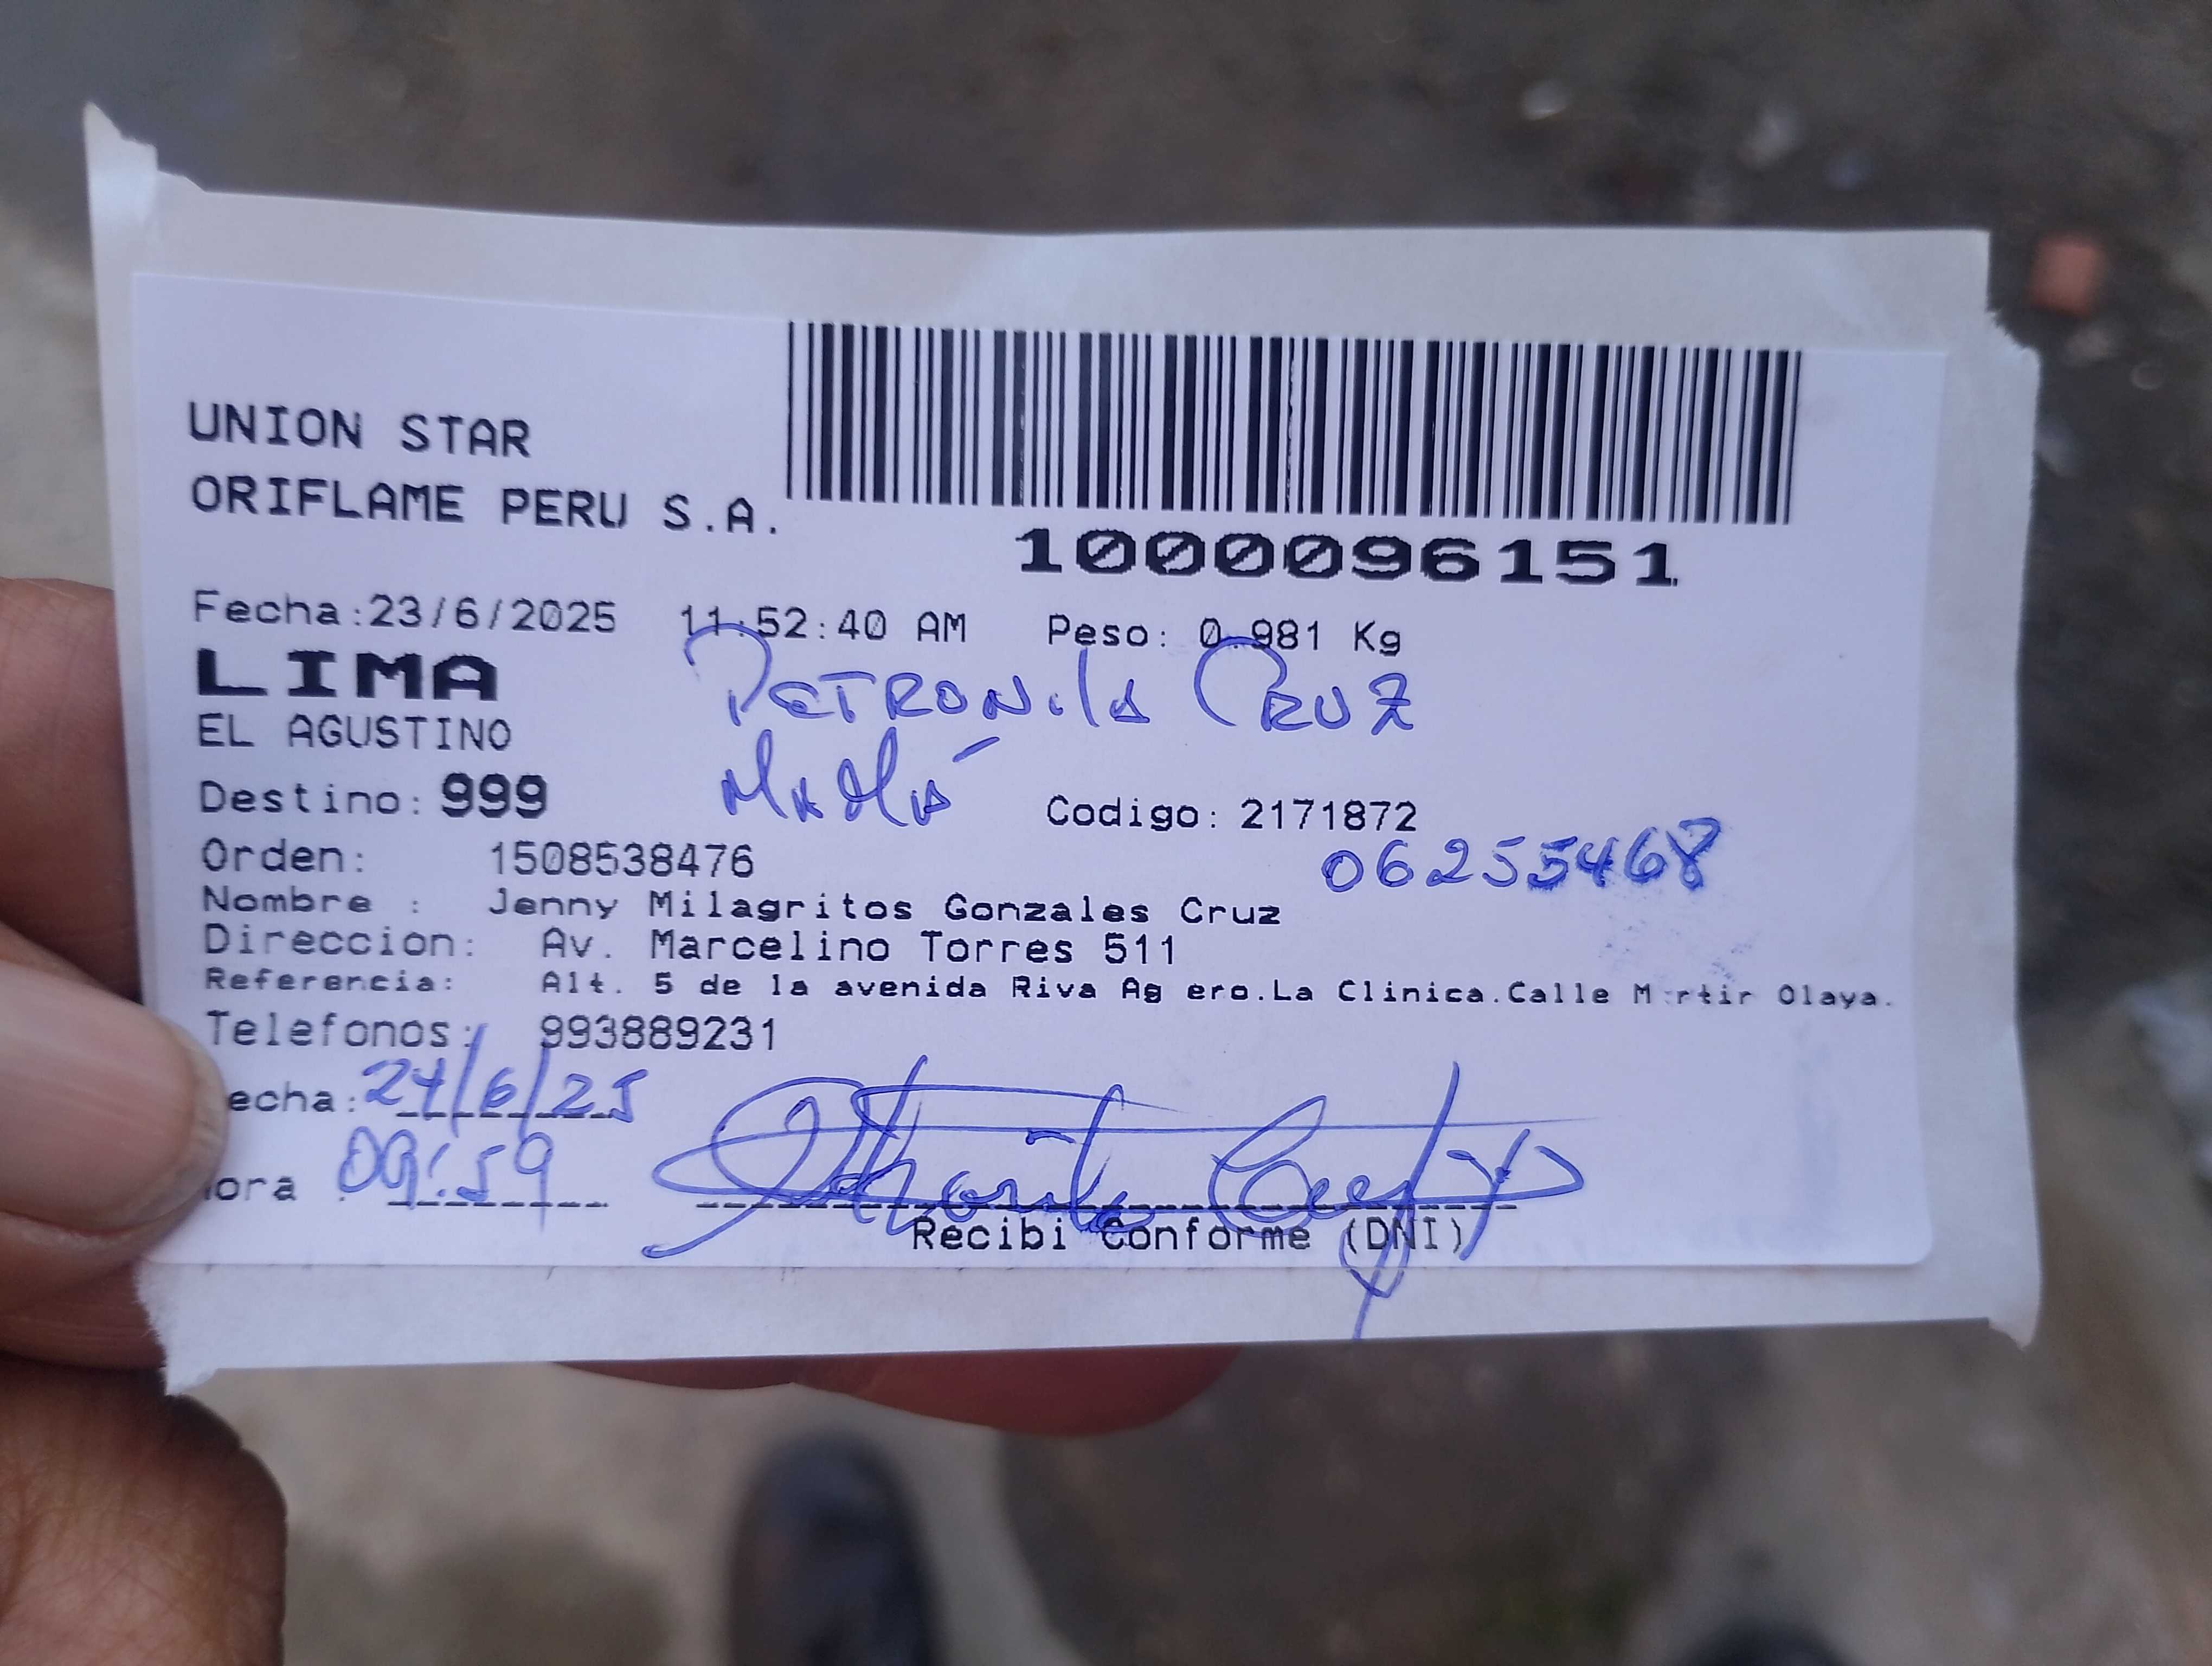 UNION STAR
ORIFLAME PERU S.A.
1000096151
Fecha:23/6/2025 11:52:40 AM Peso: 0.981 Kg
LIMA
PETRONila CRUZ
EL AGUSTINO
MaMá
Destino: 999
Codigo: 2171872
Orden: 1508538476
06255468
Nombre : Jenny Milagritos Gonzales Cruz
Direccion: Av. Marcelino Torres 511
Referencia: Alt. 5 de la avenida Riva Ag ero.La Clinica.Calle M rtir Olaya.
Telefonos: 993889231
echa: 24/6/25
ora : 09:59
Recibi Conforme (DNI)